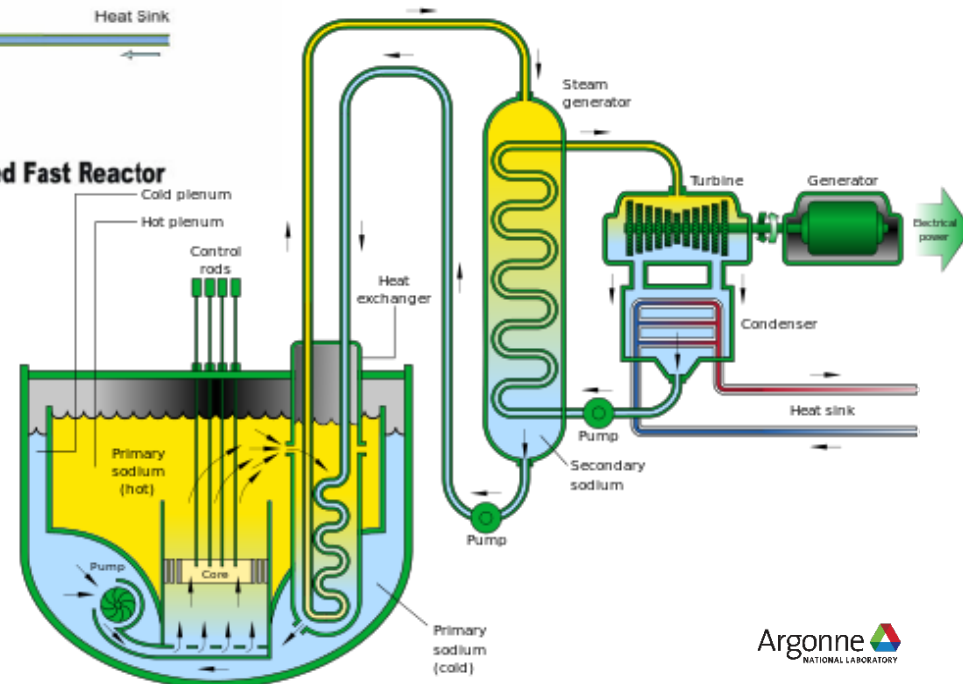 Heat Sink
Steam
generator
ed Fast Reactor
Cold plenum
Hot plenum
Turbine
Generator
Electrical
power
Control
rods
Heat
exchanger
Condenser
Heat sink
Pump
Primary
sodium
(hot)
Secondary
sodium
Pump
Pump
Core
Primary
sodium
(cold)
Argonne
NATIONAL LABORATORY